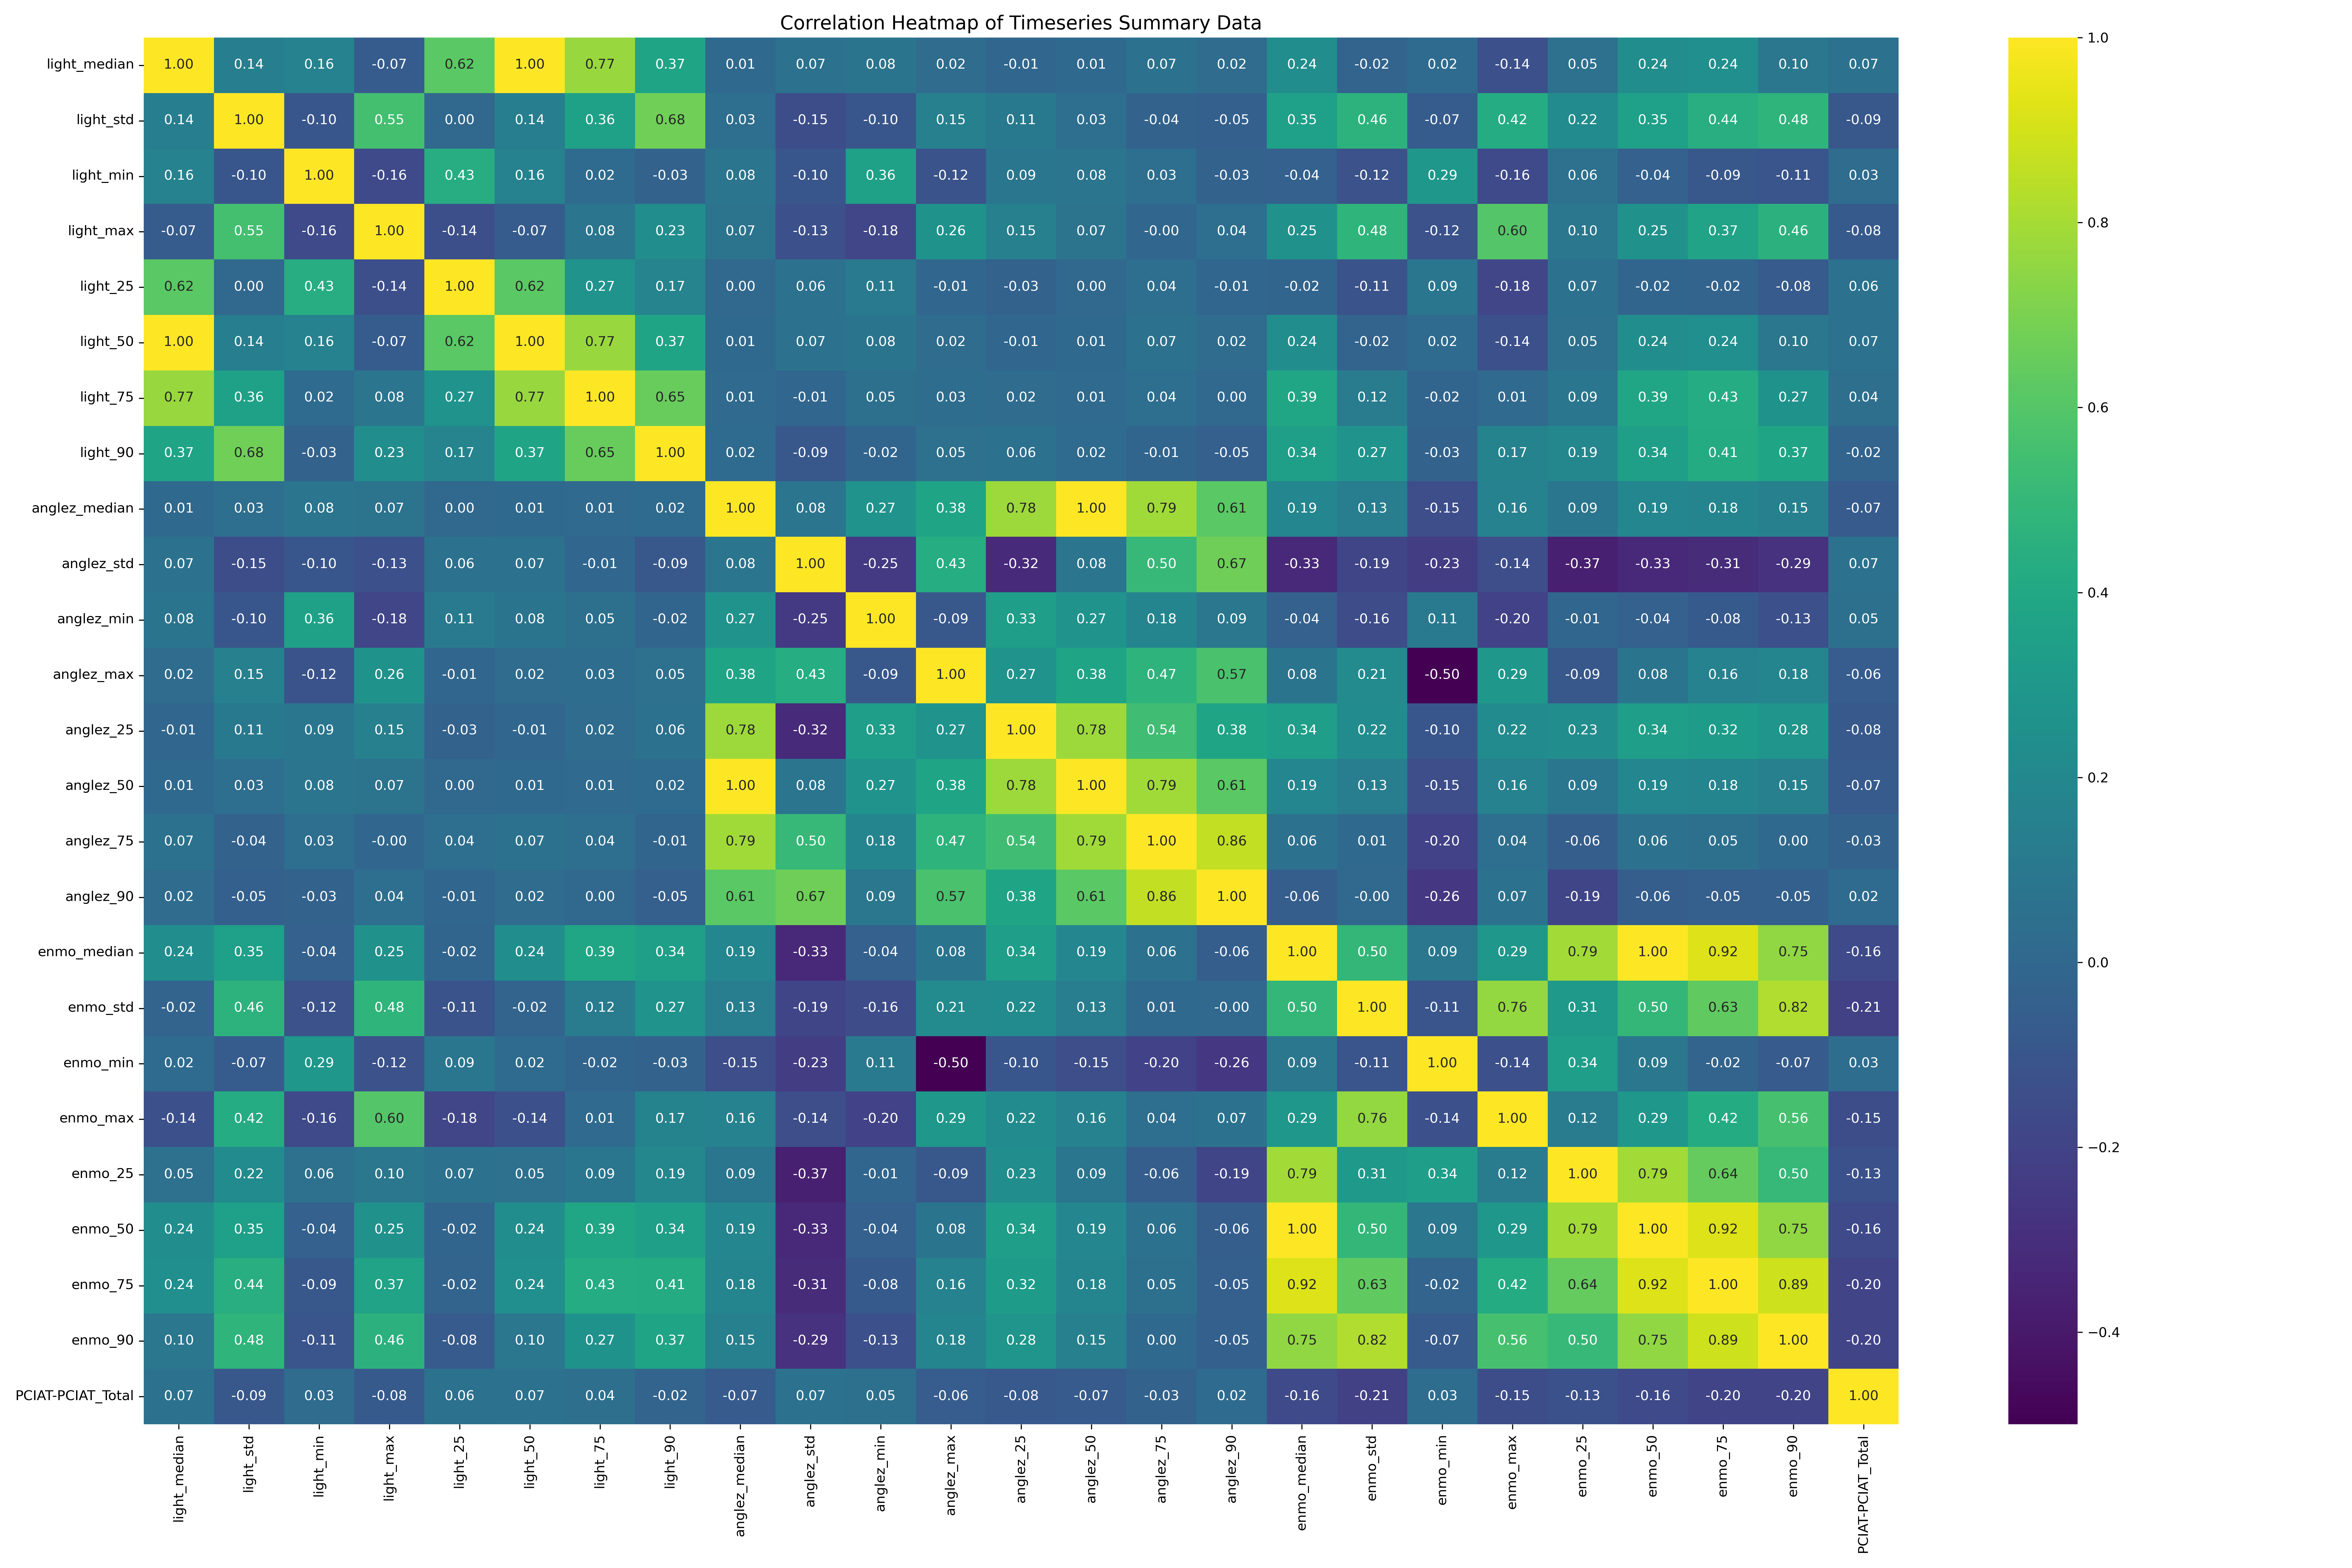 Correlation Heatmap of Timeseries Summary Data
light_median 1.00 0.14 0.16 -0.07 0.62 1.00 0.77 0.37 0.01 0.07 0.08 0.02 -0.01 0.01 0.07 0.02 0.24 -0.02 0.02 -0.14 0.05 0.24 0.24 0.10 0.07
light_std 0.14 1.00 -0.10 0.55 0.00 0.14 0.36 0.68 0.03 -0.15 -0.10 0.15 0.11 0.03 -0.04 -0.05 0.35 0.46 -0.07 0.42 0.22 0.35 0.44 0.48 -0.09
light_min 0.16 -0.10 1.00 -0.16 0.43 0.16 0.02 -0.03 0.08 -0.10 0.36 -0.12 0.09 0.08 0.03 -0.03 -0.04 -0.12 0.29 -0.16 0.06 -0.04 -0.09 -0.11 0.03
light_max -0.07 0.55 -0.16 1.00 -0.14 -0.07 0.08 0.23 0.07 -0.13 -0.18 0.26 0.15 0.07 -0.00 0.04 0.25 0.48 -0.12 0.60 0.10 0.25 0.37 0.46 -0.08
light_25 0.62 0.00 0.43 -0.14 1.00 0.62 0.27 0.17 0.00 0.06 0.11 -0.01 -0.03 0.00 0.04 -0.01 -0.02 -0.11 0.09 -0.18 0.07 -0.02 -0.02 -0.08 0.06
light_50 1.00 0.14 0.16 -0.07 0.62 1.00 0.77 0.37 0.01 0.07 0.08 0.02 -0.01 0.01 0.07 0.02 0.24 -0.02 0.02 -0.14 0.05 0.24 0.24 0.10 0.07
light_75 0.77 0.36 0.02 0.08 0.27 0.77 1.00 0.65 0.01 -0.01 0.05 0.03 0.02 0.01 0.04 0.00 0.39 0.12 -0.02 0.01 0.09 0.39 0.43 0.27 0.04
light_90 0.37 0.68 -0.03 0.23 0.17 0.37 0.65 1.00 0.02 -0.09 -0.02 0.05 0.06 0.02 -0.01 -0.05 0.34 0.27 -0.03 0.17 0.19 0.34 0.41 0.37 -0.02
anglez_median 0.01 0.03 0.08 0.07 0.00 0.01 0.01 0.02 1.00 0.08 0.27 0.38 0.78 1.00 0.79 0.61 0.19 0.13 -0.15 0.16 0.09 0.19 0.18 0.15 -0.07
anglez_std 0.07 -0.15 -0.10 -0.13 0.06 0.07 -0.01 -0.09 0.08 1.00 -0.25 0.43 -0.32 0.08 0.50 0.67 -0.33 -0.19 -0.23 -0.14 -0.37 -0.33 -0.31 -0.29 0.07
anglez_min 0.08 -0.10 0.36 -0.18 0.11 0.08 0.05 -0.02 0.27 -0.25 1.00 -0.09 0.33 0.27 0.18 0.09 -0.04 -0.16 0.11 -0.20 -0.01 -0.04 -0.08 -0.13 0.05
anglez_max 0.02 0.15 -0.12 0.26 -0.01 0.02 0.03 0.05 0.38 0.43 -0.09 1.00 0.27 0.38 0.47 0.57 0.08 0.21 -0.50 0.29 -0.09 0.08 0.16 0.18 -0.06
anglez_25 -0.01 0.11 0.09 0.15 -0.03 -0.01 0.02 0.06 0.78 -0.32 0.33 0.27 1.00 0.78 0.54 0.38 0.34 0.22 -0.10 0.22 0.23 0.34 0.32 0.28 -0.08
anglez_50 0.01 0.03 0.08 0.07 0.00 0.01 0.01 0.02 1.00 0.08 0.27 0.38 0.78 1.00 0.79 0.61 0.19 0.13 -0.15 0.16 0.09 0.19 0.18 0.15 -0.07
anglez_75 0.07 -0.04 0.03 -0.00 0.04 0.07 0.04 -0.01 0.79 0.50 0.18 0.47 0.54 0.79 1.00 0.86 0.06 0.01 -0.20 0.04 -0.06 0.06 0.05 0.00 -0.03
anglez_90 0.02 -0.05 -0.03 0.04 -0.01 0.02 0.00 -0.05 0.61 0.67 0.09 0.57 0.38 0.61 0.86 1.00 -0.06 -0.00 -0.26 0.07 -0.19 -0.06 -0.05 -0.05 0.02
enmo_median 0.24 0.35 -0.04 0.25 -0.02 0.24 0.39 0.34 0.19 -0.33 -0.04 0.08 0.34 0.19 0.06 -0.06 1.00 0.50 0.09 0.29 0.79 1.00 0.92 0.75 -0.16
enmo_std -0.02 0.46 -0.12 0.48 -0.11 -0.02 0.12 0.27 0.13 -0.19 -0.16 0.21 0.22 0.13 0.01 -0.00 0.50 1.00 -0.11 0.76 0.31 0.50 0.63 0.82 -0.21
enmo_min 0.02 -0.07 0.29 -0.12 0.09 0.02 -0.02 -0.03 -0.15 -0.23 0.11 -0.50 -0.10 -0.15 -0.20 -0.26 0.09 -0.11 1.00 -0.14 0.34 0.09 -0.02 -0.07 0.03
enmo_max -0.14 0.42 -0.16 0.60 -0.18 -0.14 0.01 0.17 0.16 -0.14 -0.20 0.29 0.22 0.16 0.04 0.07 0.29 0.76 -0.14 1.00 0.12 0.29 0.42 0.56 -0.15
enmo_25 0.05 0.22 0.06 0.10 0.07 0.05 0.09 0.19 0.09 -0.37 -0.01 -0.09 0.23 0.09 -0.06 -0.19 0.79 0.31 0.34 0.12 1.00 0.79 0.64 0.50 -0.13
enmo_50 0.24 0.35 -0.04 0.25 -0.02 0.24 0.39 0.34 0.19 -0.33 -0.04 0.08 0.34 0.19 0.06 -0.06 1.00 0.50 0.09 0.29 0.79 1.00 0.92 0.75 -0.16
enmo_75 0.24 0.44 -0.09 0.37 -0.02 0.24 0.43 0.41 0.18 -0.31 -0.08 0.16 0.32 0.18 0.05 -0.05 0.92 0.63 -0.02 0.42 0.64 0.92 1.00 0.89 -0.20
enmo_90 0.10 0.48 -0.11 0.46 -0.08 0.10 0.27 0.37 0.15 -0.29 -0.13 0.18 0.28 0.15 0.00 -0.05 0.75 0.82 -0.07 0.56 0.50 0.75 0.89 1.00 -0.20
PCIAT-PCIAT_Total 0.07 -0.09 0.03 -0.08 0.06 0.07 0.04 -0.02 -0.07 0.07 0.05 -0.06 -0.08 -0.07 -0.03 0.02 -0.16 -0.21 0.03 -0.15 -0.13 -0.16 -0.20 -0.20 1.00
light_median light_std light_min light_max light_25 light_50 light_75 light_90 anglez_median anglez_std anglez_min anglez_max anglez_25 anglez_50 anglez_75 anglez_90 enmo_median enmo_std enmo_min enmo_max enmo_25 enmo_50 enmo_75 enmo_90 PCIAT-PCIAT_Total
1.0
0.8
0.6
0.4
0.2
0.0
−0.2
−0.4